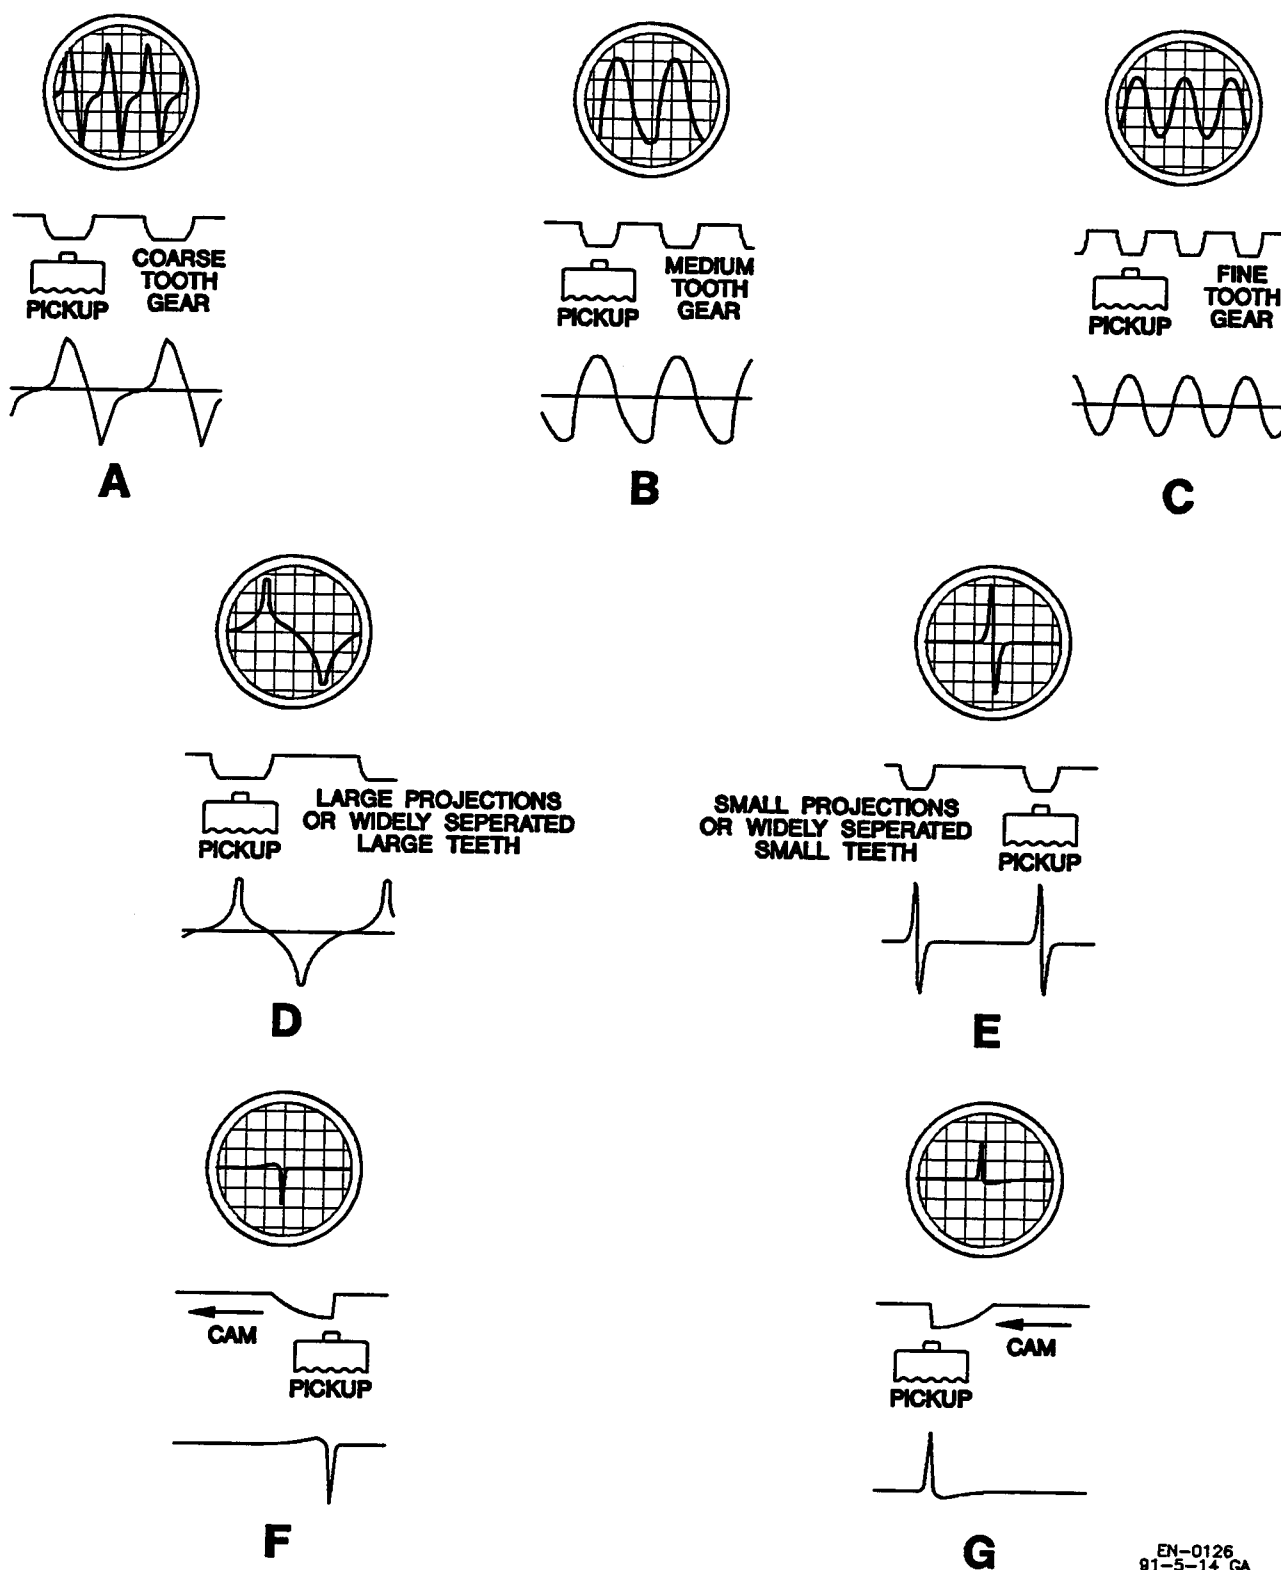 COARSE
TOOTH
GEAR
PICKUP
A
MEDIUM
TOOTH
GEAR
PICKUP
B
FINE
TOOTH
GEAR
PICKUP
C
LARGE PROJECTIONS
OR WIDELY SEPERATED
LARGE TEETH
PICKUP
D
SMALL PROJECTIONS
OR WIDELY SEPERATED
SMALL TEETH
PICKUP
E
CAM
PICKUP
F
CAM
PICKUP
G
EN-0126
91-5-14 GA